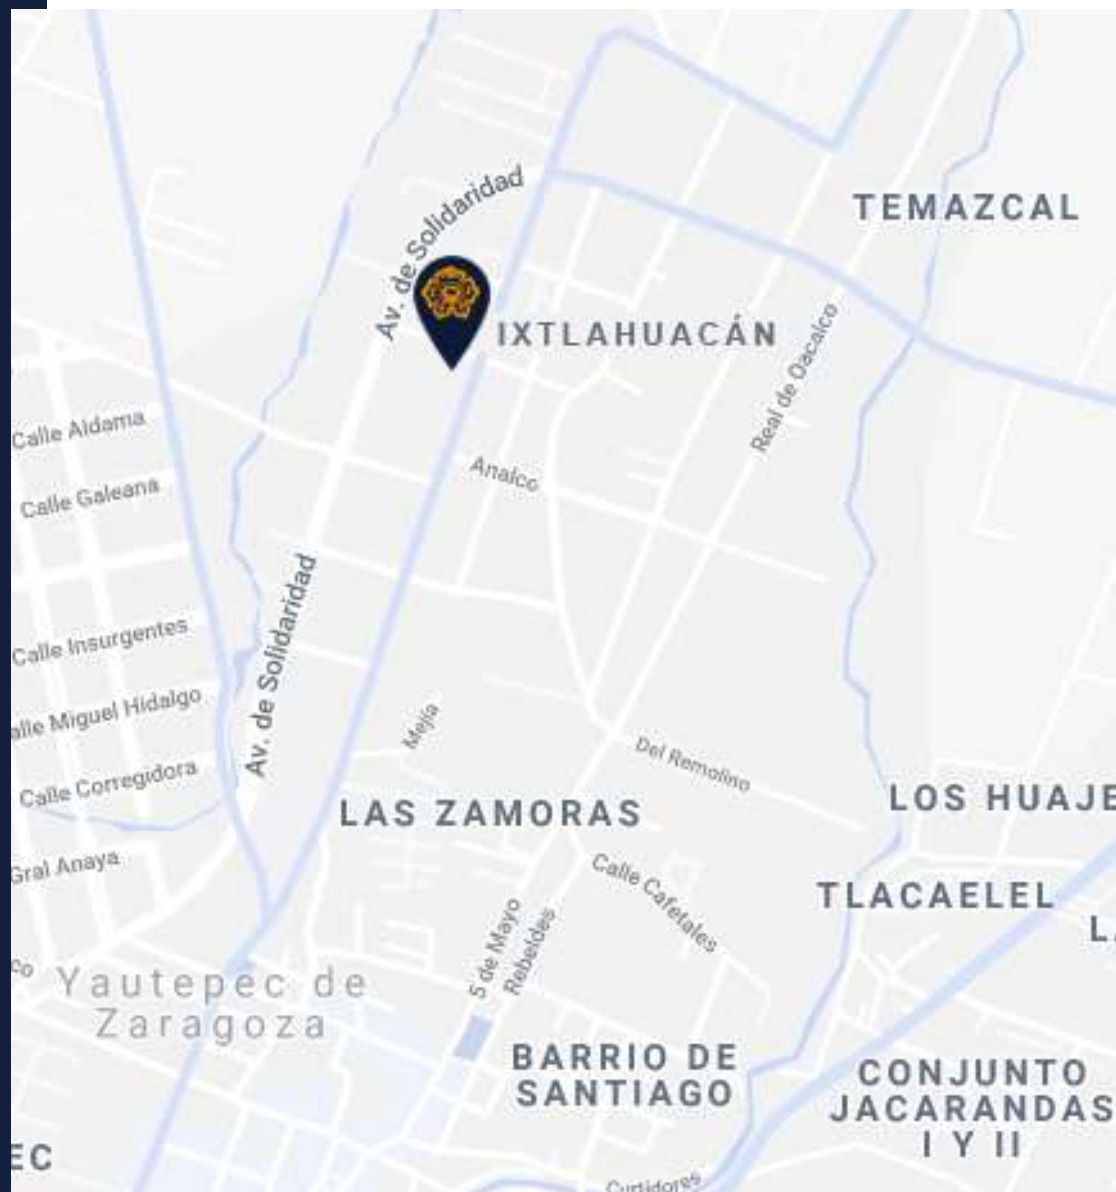 Av. de Solidaridad
TEMAZCAL
IXTLAHUACÁN
Real de Oacalco
Calle Aldama
Analco
Calle Galeana
Av. de Solidaridad
Calle Insurgentes
alle Miguel Hidalgo
Mejía
Del Remolino
Calle Corregidora
LAS ZAMORAS
LOS HUAJE
Gral Anaya
Calle Cafetales
TLACAELEL
5 de Mayo
Rebeldes
LA
co
Yautepec de
Zaragoza
BARRIO DE
SANTIAGO
CONJUNTO
JACARANDAS
I Y II
EC
Curtidores